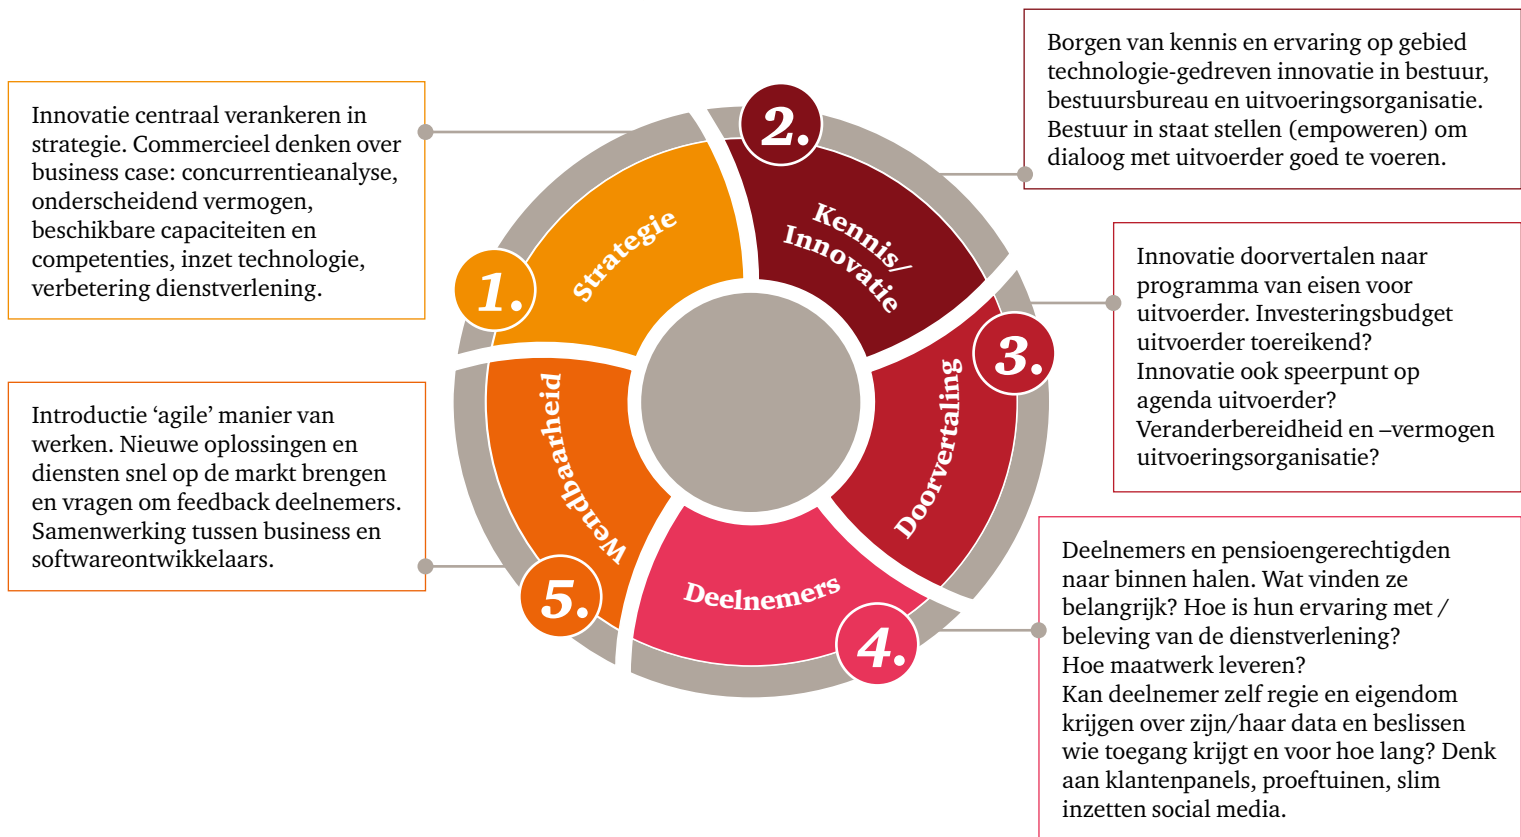 Innovatie centraal verankeren in
strategie. Commercieel denken over
business case: concurrentieanalyse,
onderscheidend vermogen,
beschikbare capaciteiten en
competenties, inzet technologie,
verbetering dienstverlening.
1.
Strategie
2.
Kennis/
Innovatie
Borgen van kennis en ervaring op gebied
technologie-gedreven innovatie in bestuur,
bestuursbureau en uitvoeringsorganisatie.
Bestuur in staat stellen (empoweren) om
dialoog met uitvoerder goed te voeren.
3.
Doorvertaling
Innovatie doorvertalen naar
programma van eisen voor
uitvoerder. Investeringsbudget
uitvoerder toereikend?
Innovatie ook speerpunt op
agenda uitvoerder?
Veranderbereidheid en –vermogen
uitvoeringsorganisatie?
4.
Deelnemers
Deelnemers en pensioengerechtigden
naar binnen halen. Wat vinden ze
belangrijk? Hoe is hun ervaring met /
beleving van de dienstverlening?
Hoe maatwerk leveren?
Kan deelnemer zelf regie en eigendom
krijgen over zijn/haar data en beslissen
wie toegang krijgt en voor hoe lang? Denk
aan klantenpanels, proeftuinen, slim
inzetten social media.
5.
Wendbaarheid
Introductie ‘agile’ manier van
werken. Nieuwe oplossingen en
diensten snel op de markt brengen
en vragen om feedback deelnemers.
Samenwerking tussen business en
softwareontwikkelaars.